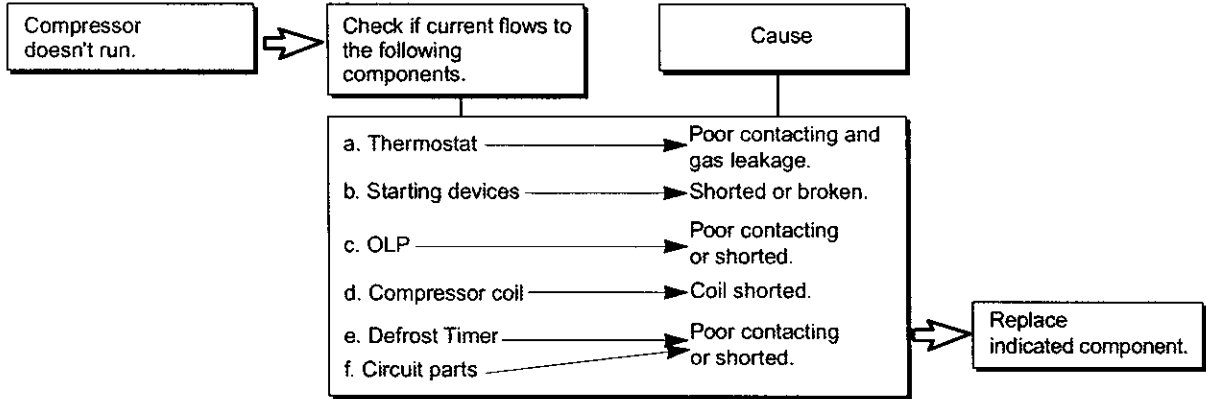 Compressor
doesn't run.
Check if current flows to
the following
components.
Cause
a. Thermostat
Poor contacting and
gas leakage.
b. Starting devices
Shorted or broken.
c. OLP
Poor contacting
or shorted.
d. Compressor coil
Coil shorted.
e. Defrost Timer
f. Circuit parts
Poor contacting
or shorted.
Replace
indicated component.